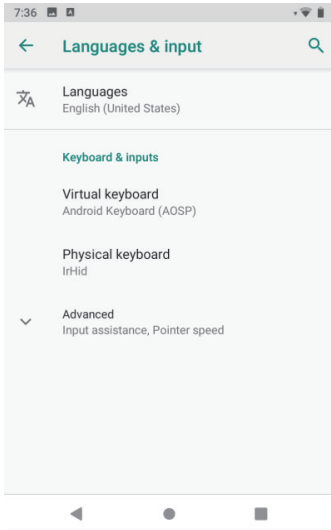 7:36
Languages & input
Languages
English (United States)
Keyboard & inputs
Virtual keyboard
Android Keyboard (AOSP)
Physical keyboard
IrHid
Advanced
Input assistance, Pointer speed